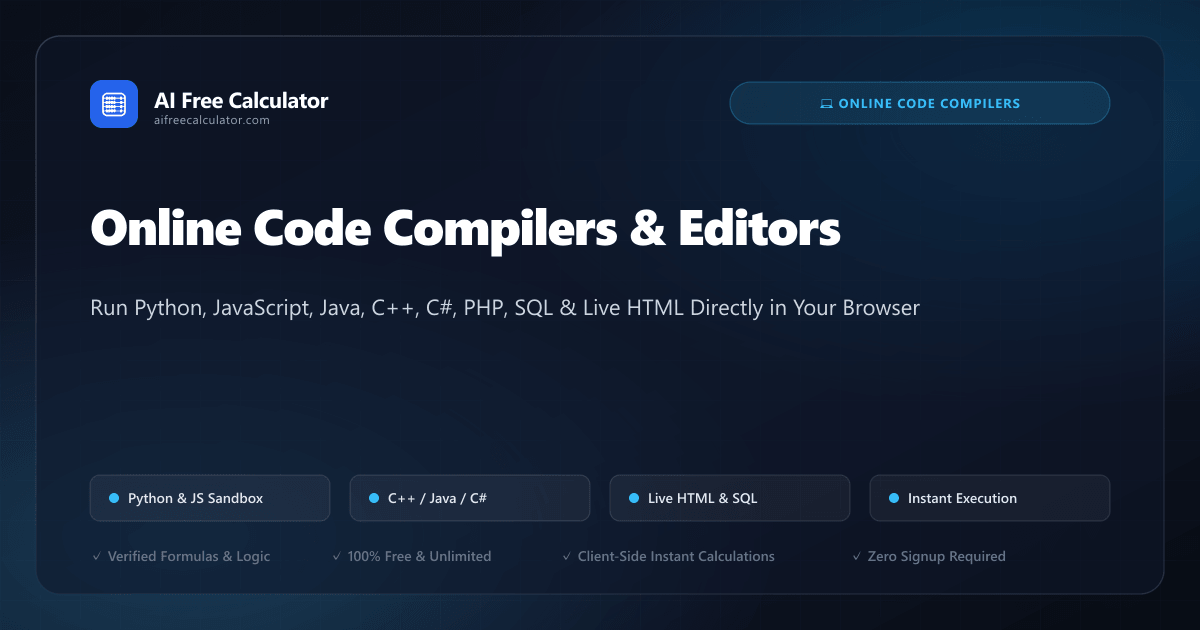 AI Free Calculator
aifreecalculator.com
ONLINE CODE COMPILERS
Online Code Compilers & Editors
Run Python, JavaScript, Java, C++, C#, PHP, SQL & Live HTML Directly in Your Browser
Python & JS Sandbox
C++ / Java / C#
Live HTML & SQL
Instant Execution
✓ Verified Formulas & Logic
✓ 100% Free & Unlimited
✓ Client-Side Instant Calculations
✓ Zero Signup Required